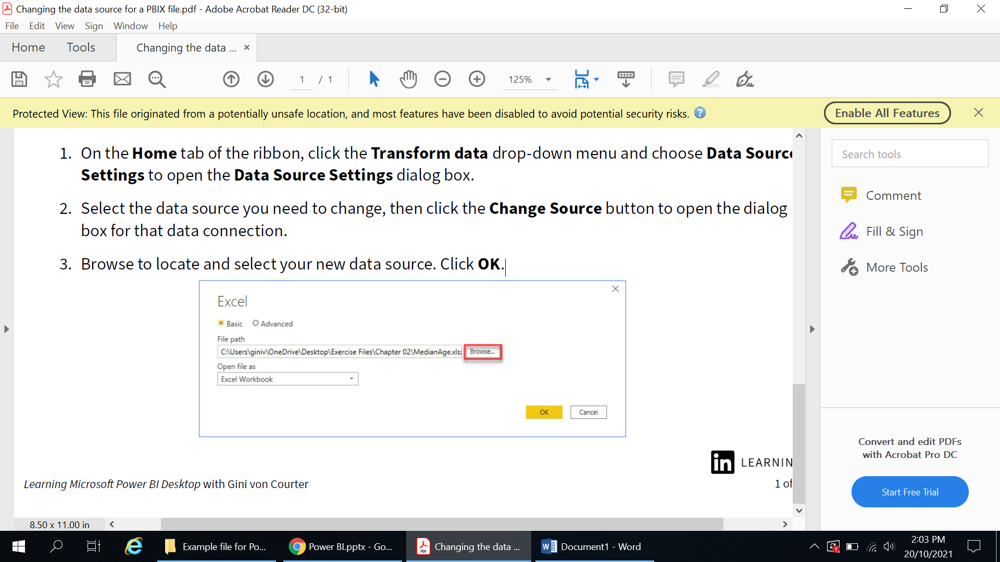 Changing the data source for a PBIX file.pdf - Adobe Acrobat Reader DC (32-bit)
File Edit View Sign Window Help
Home Tools Changing the data ...
1 / 1 125%
Protected View: This file originated from a potentially unsafe location, and most features have been disabled to avoid potential security risks. Enable All Features
1. On the Home tab of the ribbon, click the Transform data drop-down menu and choose Data Source
Settings to open the Data Source Settings dialog box.
2. Select the data source you need to change, then click the Change Source button to open the dialog
box for that data connection.
3. Browse to locate and select your new data source. Click OK.
Excel
Basic Advanced
File path
C:\Users\giniv\OneDrive\Desktop\Exercise Files\Chapter 02\MedianAge.xls Browse...
Open file as
Excel Workbook
OK Cancel
in LEARNIN
Learning Microsoft Power BI Desktop with Gini von Courter
1 of
8.50 x 11.00 in
Search tools
Comment
Fill & Sign
More Tools
Convert and edit PDFs
with Acrobat Pro DC
Start Free Trial
Example file for Po... Power BI.pptx - Go... Changing the data ... Document1 - Word
2:03 PM
20/10/2021